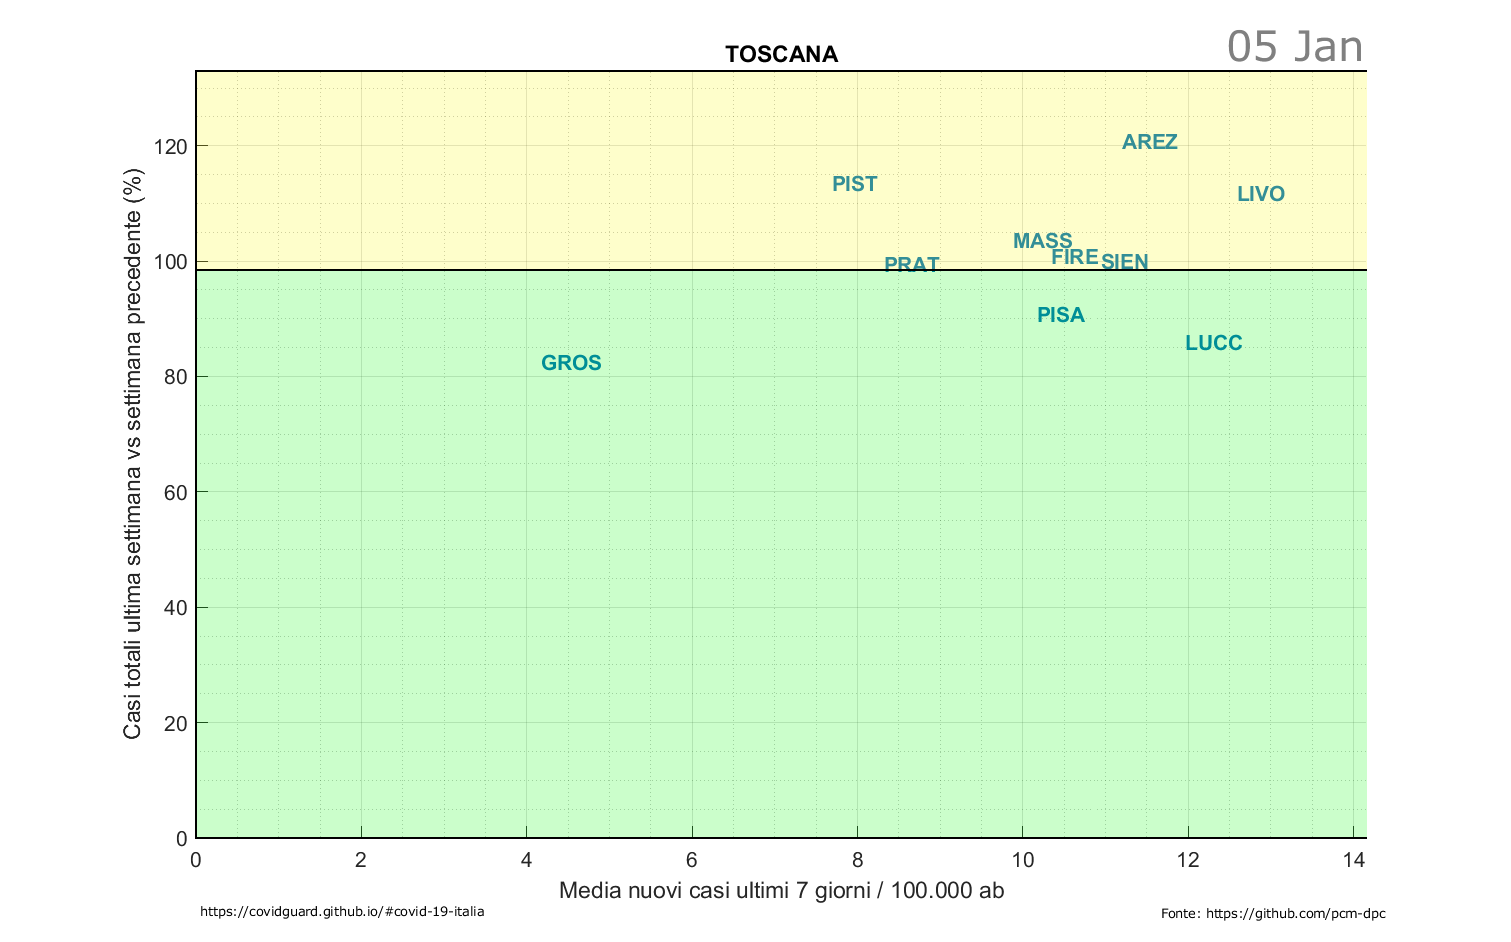 05 Jan
TOSCANA
Casi totali ultima settimana vs settimana precedente (%)
120
100
80
60
40
20
0
AREZ
PIST
LIVO
MASS
FIRE
SIEN
PRAT
PISA
LUCC
GROS
0 2 4 6 8 10 12 14
Media nuovi casi ultimi 7 giorni / 100.000 ab
https://covidguard.github.io/#covid-19-italia
Fonte: https://github.com/pcm-dpc